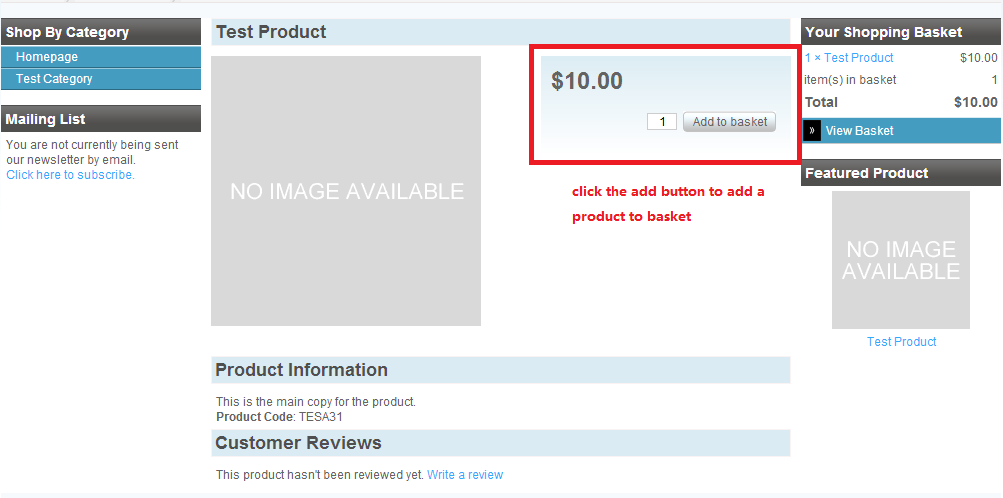 Shop By Category
Homepage
Test Category
Mailing List
You are not currently being sent
our newsletter by email.
Click here to subscribe.
Test Product
NO IMAGE AVAILABLE
$10.00
1 Add to basket
click the add button to add a
product to basket
Product Information
This is the main copy for the product.
Product Code: TESA31
Customer Reviews
This product hasn't been reviewed yet. Write a review
Your Shopping Basket
1 × Test Product $10.00
item(s) in basket 1
Total $10.00
» View Basket
Featured Product
NO IMAGE
AVAILABLE
Test Product